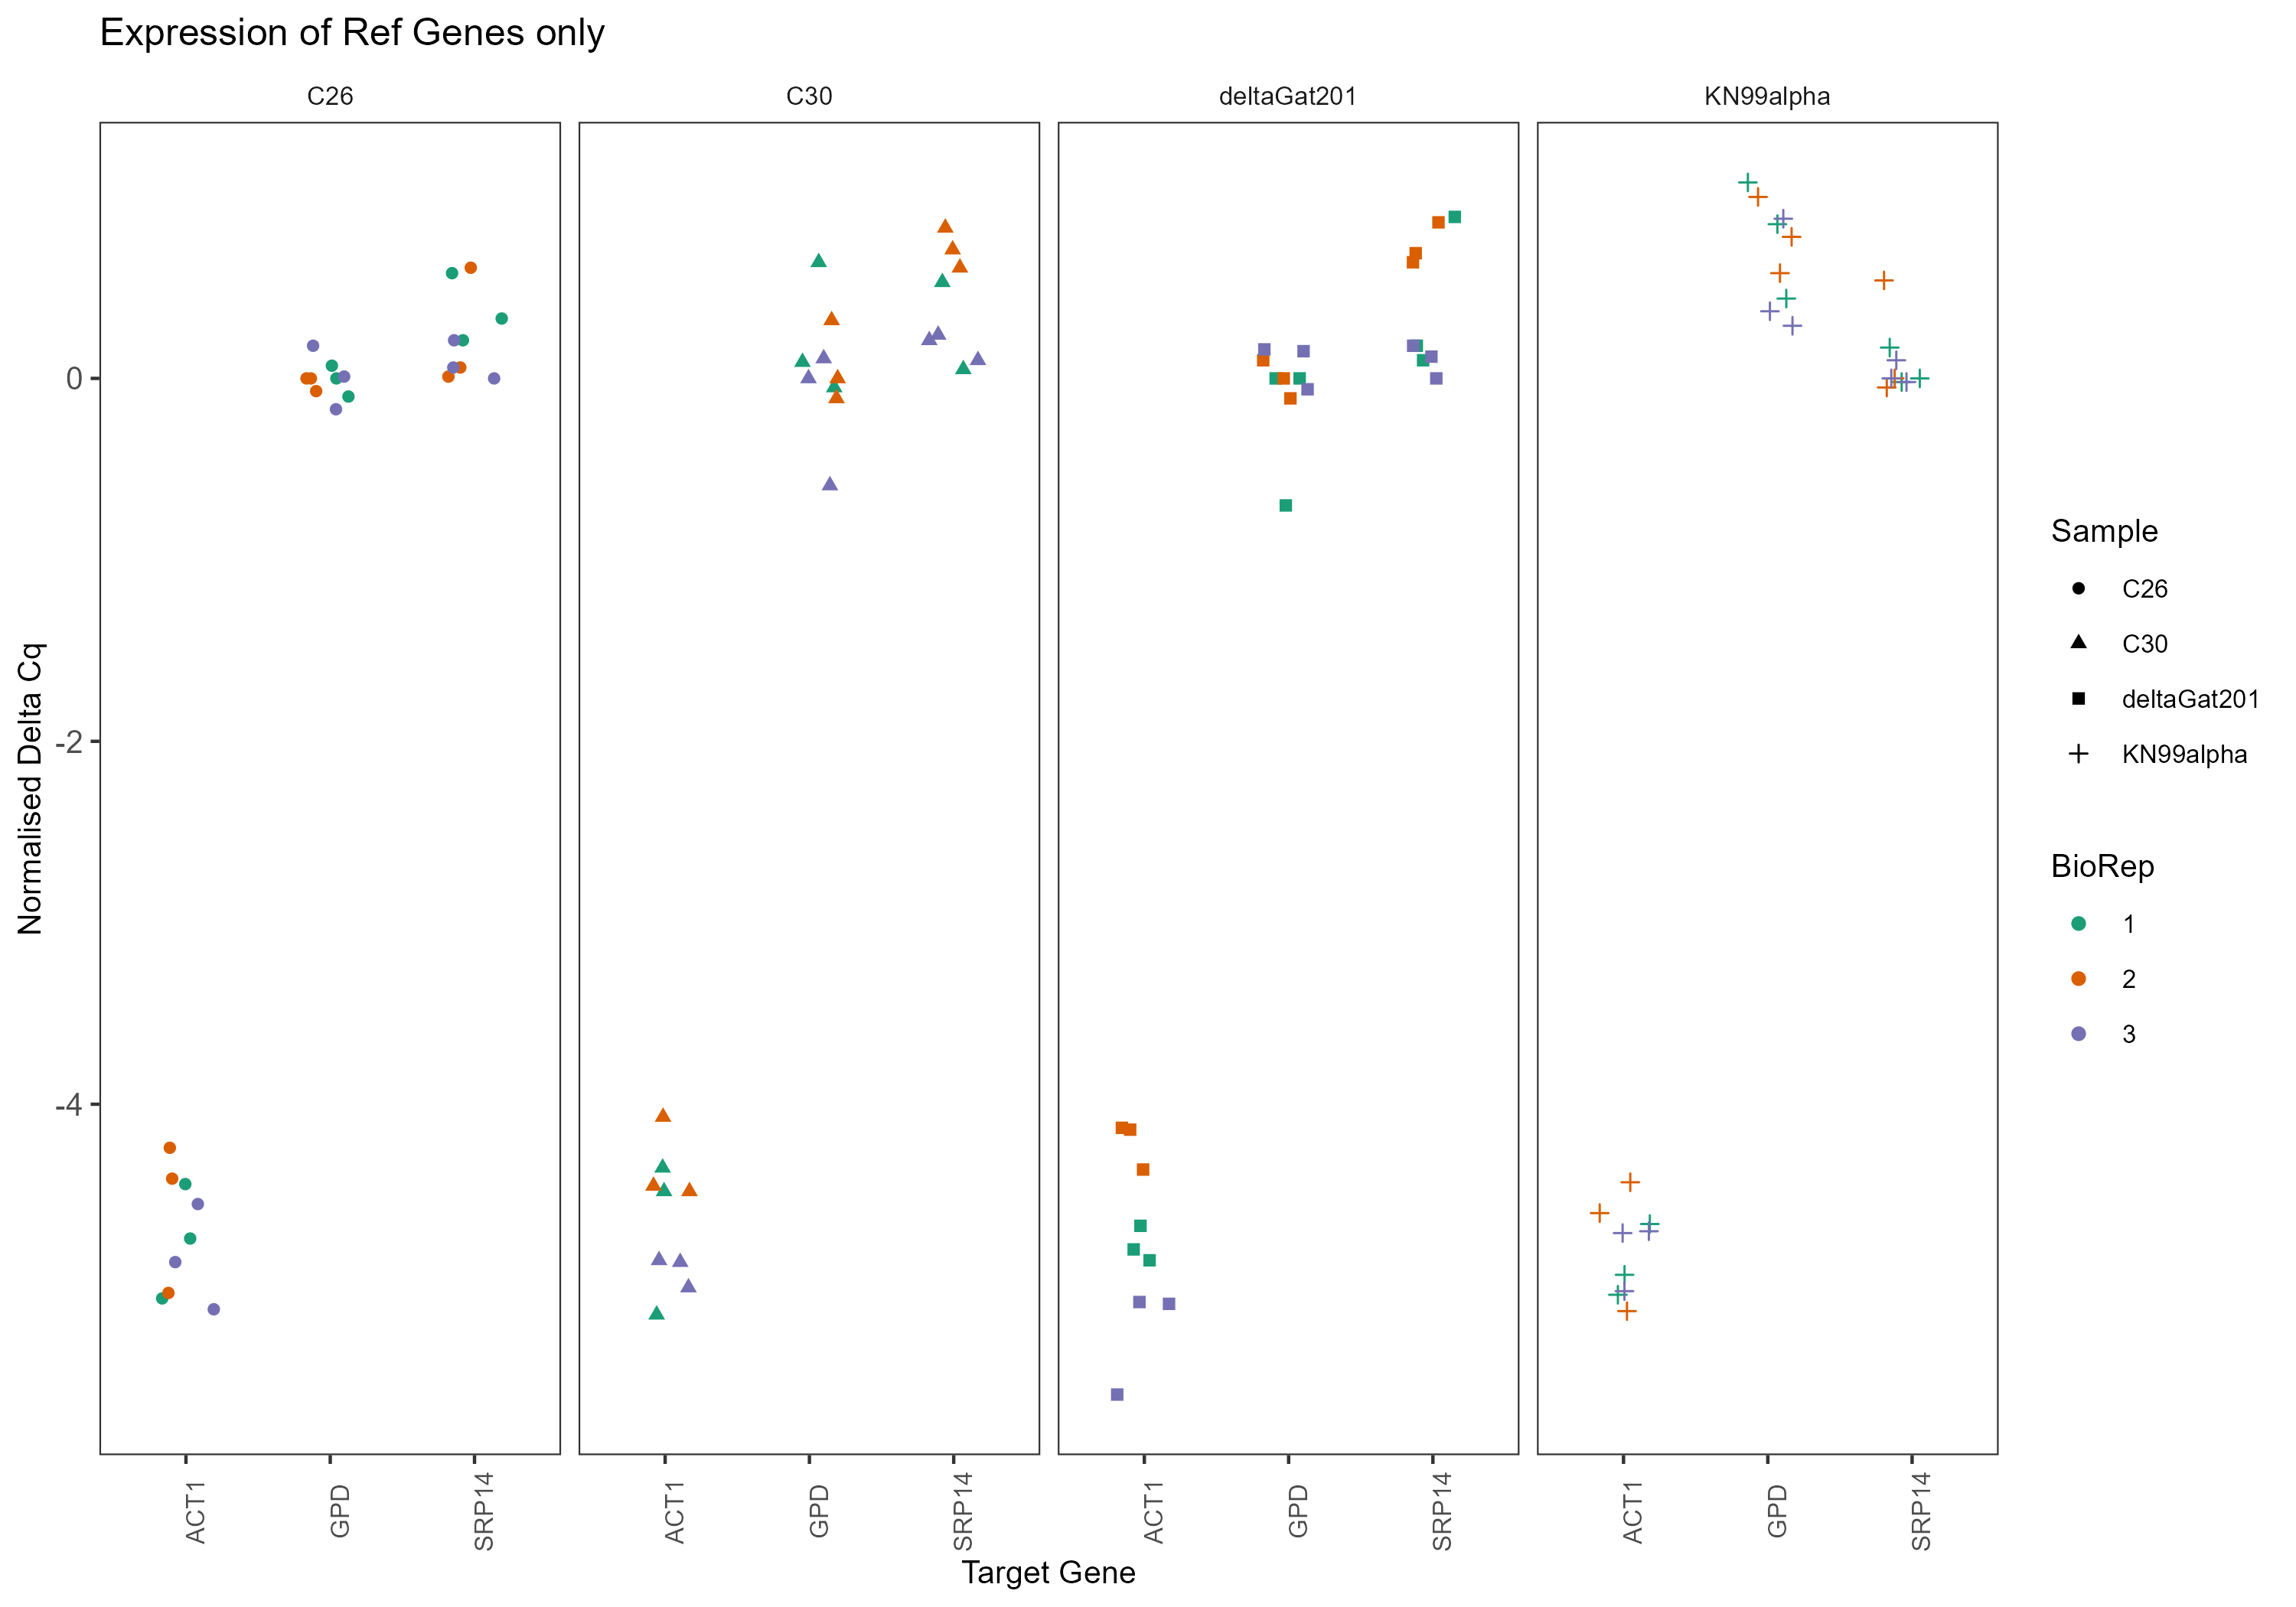 Expression of Ref Genes only
C26
C30
deltaGat201
KN99alpha
0
-2
-4
Normalised Delta Cq
ACT1
GPD
SRP14
ACT1
GPD
SRP14
ACT1
GPD
SRP14
ACT1
GPD
SRP14
Target Gene
Sample
C26
C30
deltaGat201
KN99alpha
BioRep
1
2
3